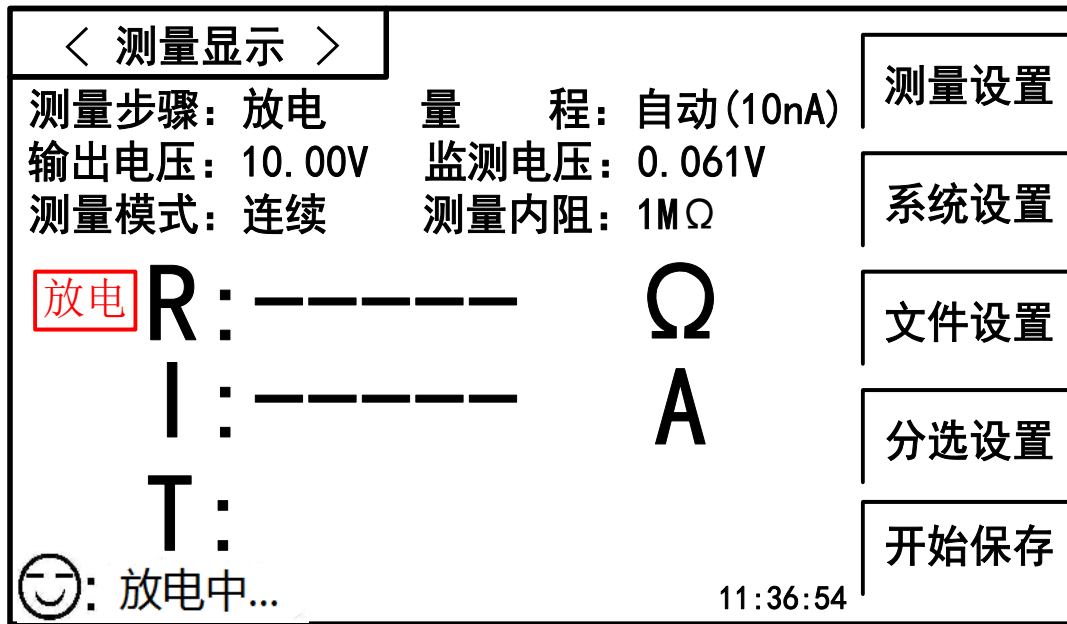 < 测量显示 >
测量步骤：放电 量 程：自动(10nA)
输出电压：10.00V 监测电压：0.061V
测量模式：连续 测量内阻：1MΩ
放电 R：----- Ω
I：----- A
T：
：放电中...
11:36:54
测量设置
系统设置
文件设置
分选设置
开始保存